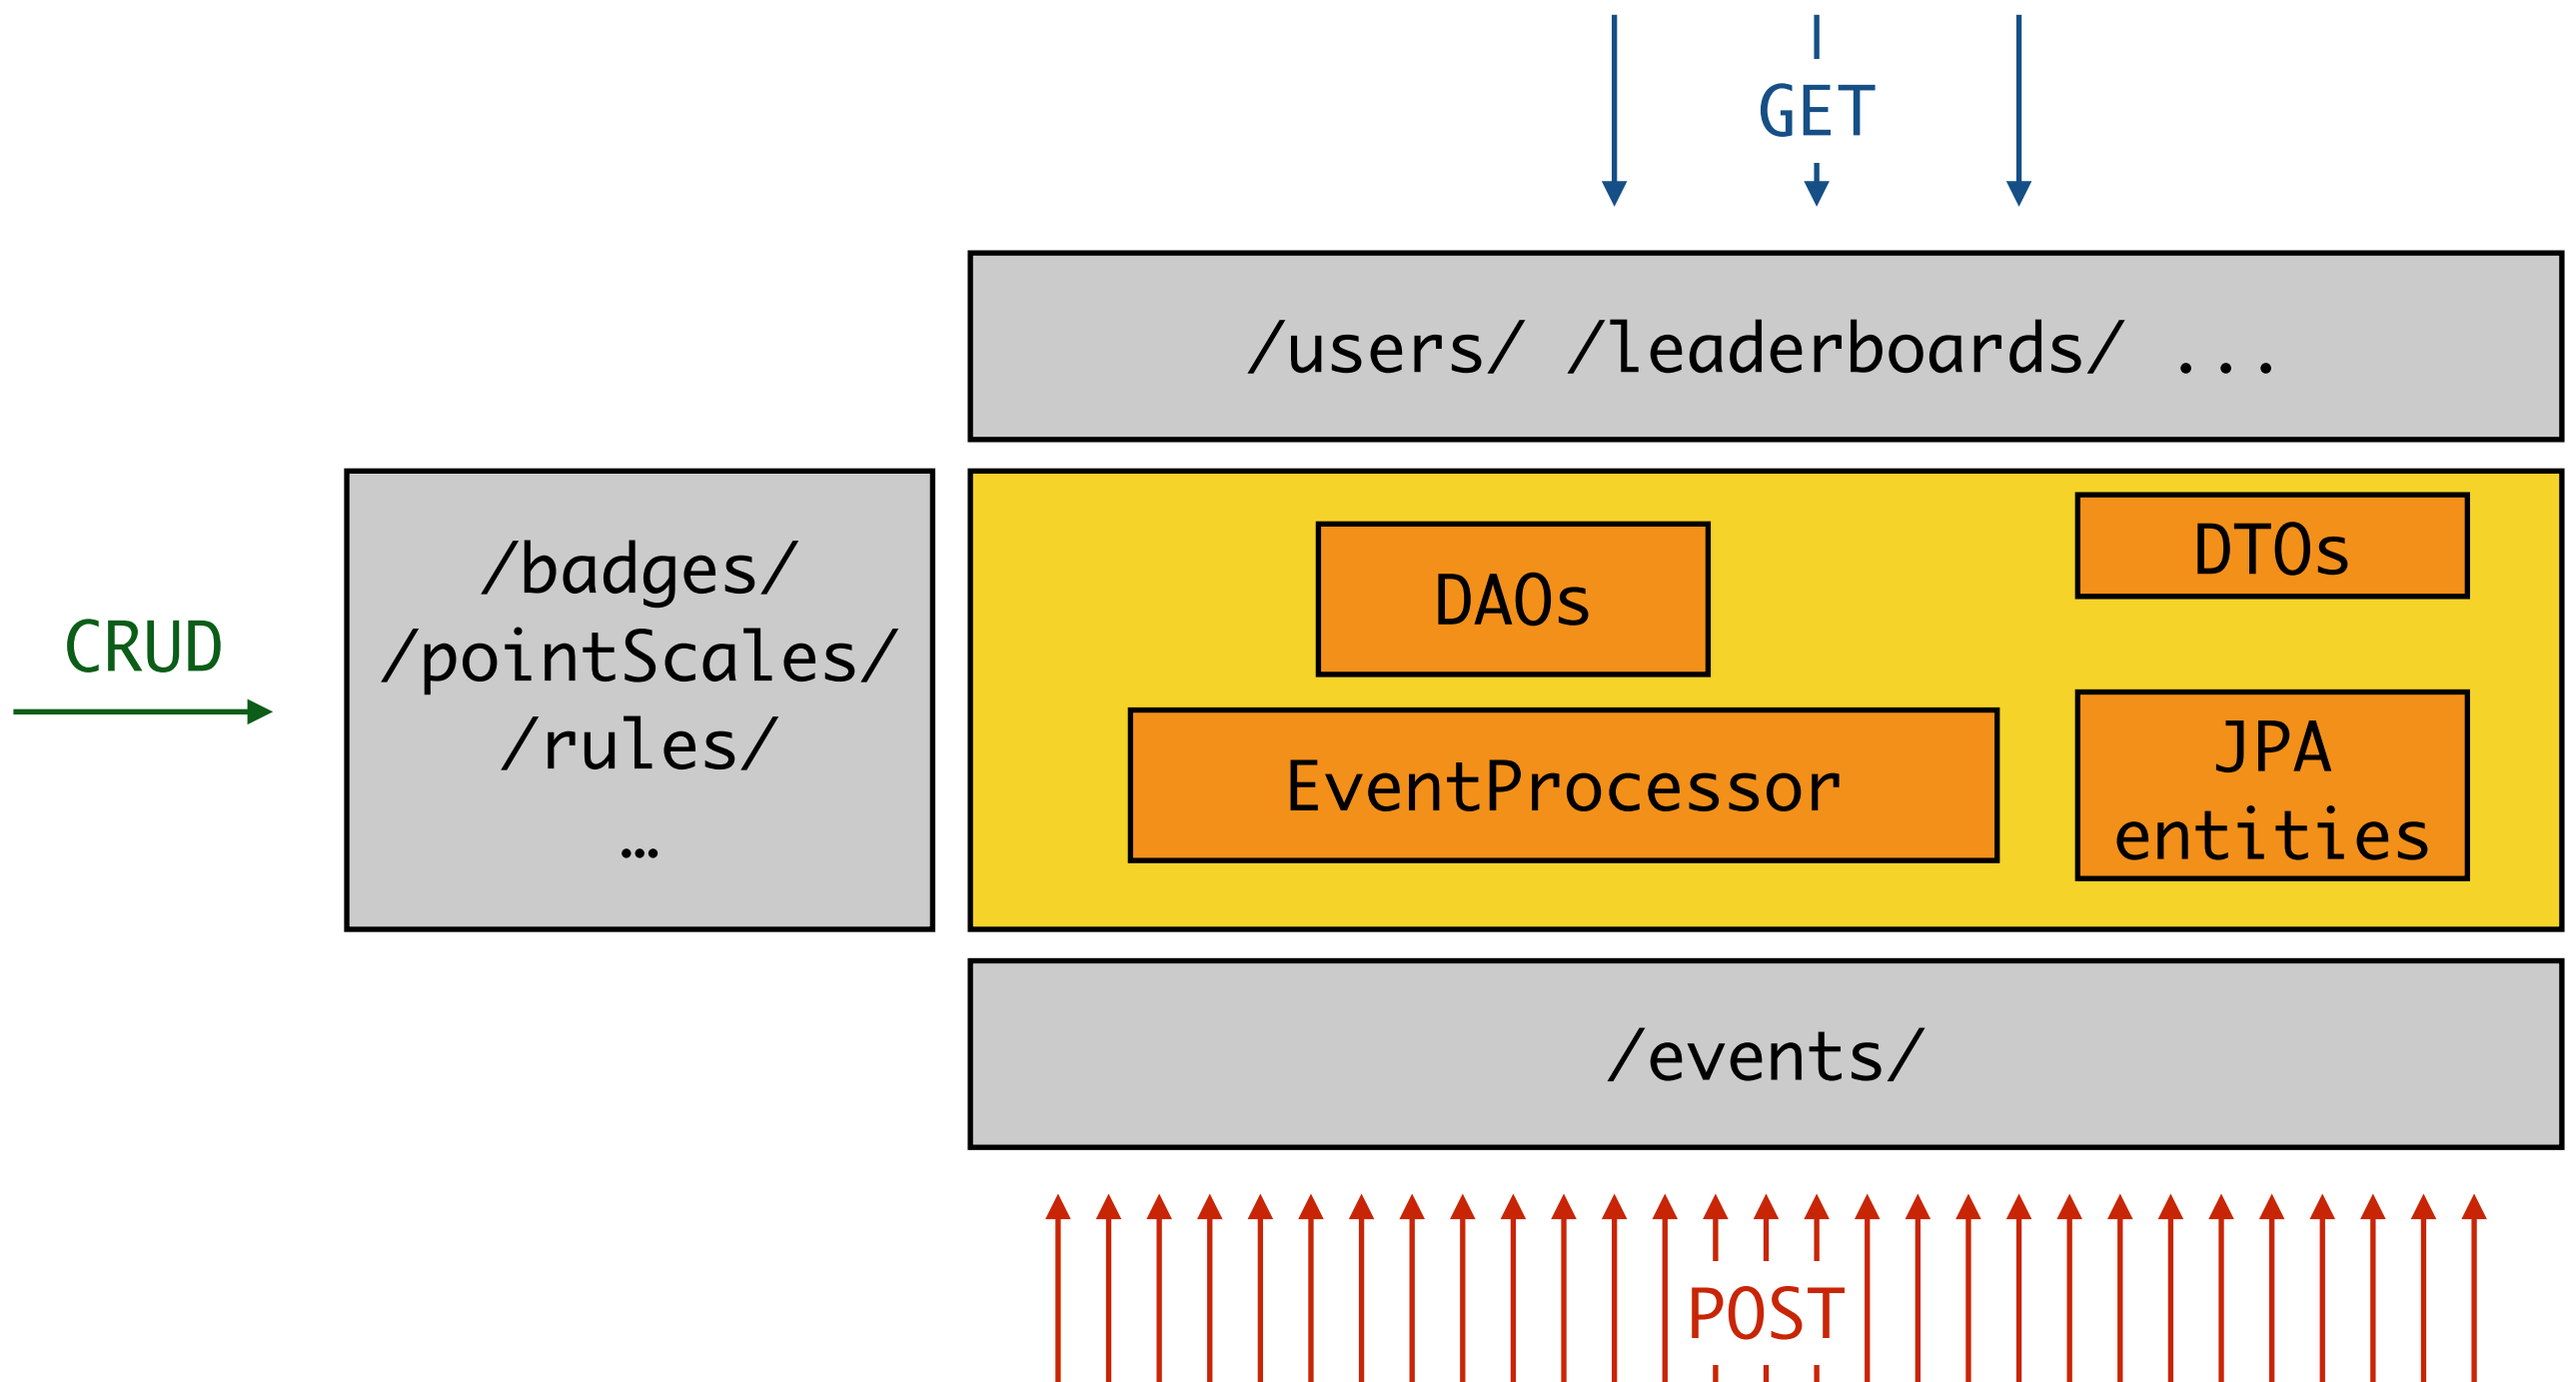 GET
/users/ /leaderboards/ ...
CRUD
/badges/
/pointScales/
/rules/
…
DAOs
DTOs
EventProcessor
JPA
entities
/events/
POST